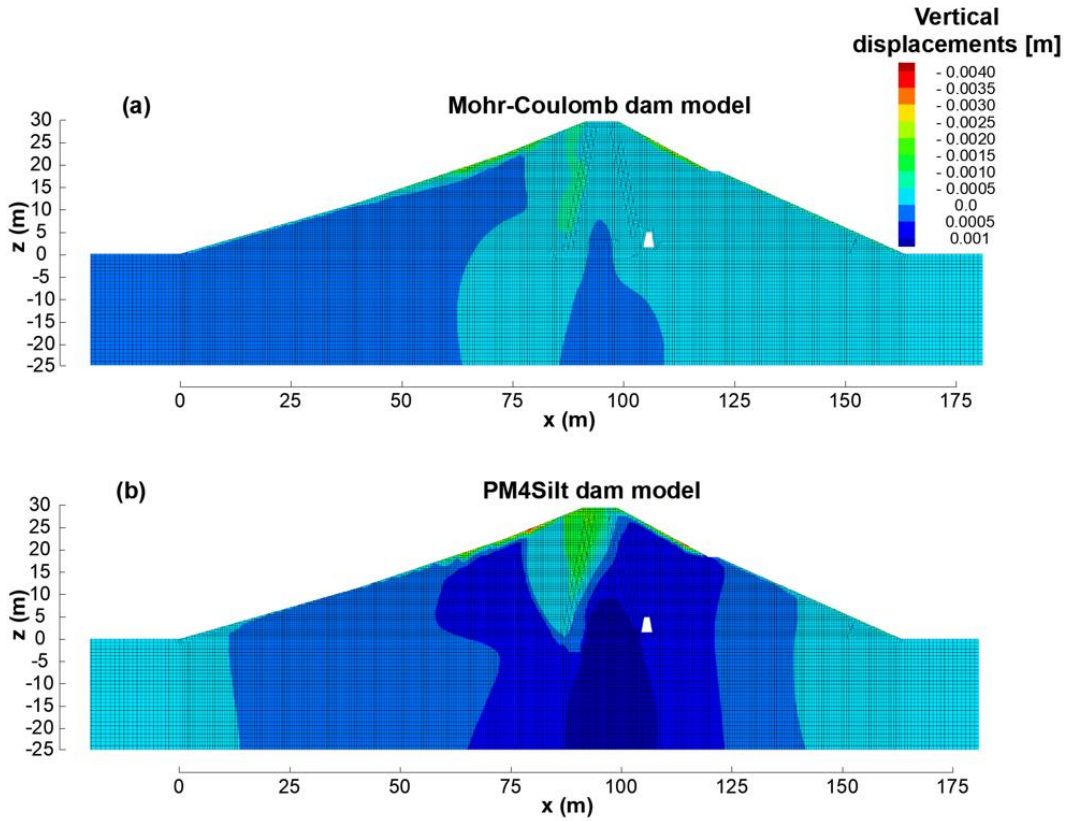 Vertical
displacements [m]
- 0.0040
- 0.0035
- 0.0030
- 0.0025
- 0.0020
- 0.0015
- 0.0010
- 0.0005
0.0
0.0005
0.001
(a)
Mohr-Coulomb dam model
30
25
20
15
10
5
0
-5
-10
-15
-20
-25
z (m)
0 25 50 75 100 125 150 175
x (m)
(b)
PM4Silt dam model
30
25
20
15
10
5
0
-5
-10
-15
-20
-25
z (m)
0 25 50 75 100 125 150 175
x (m)